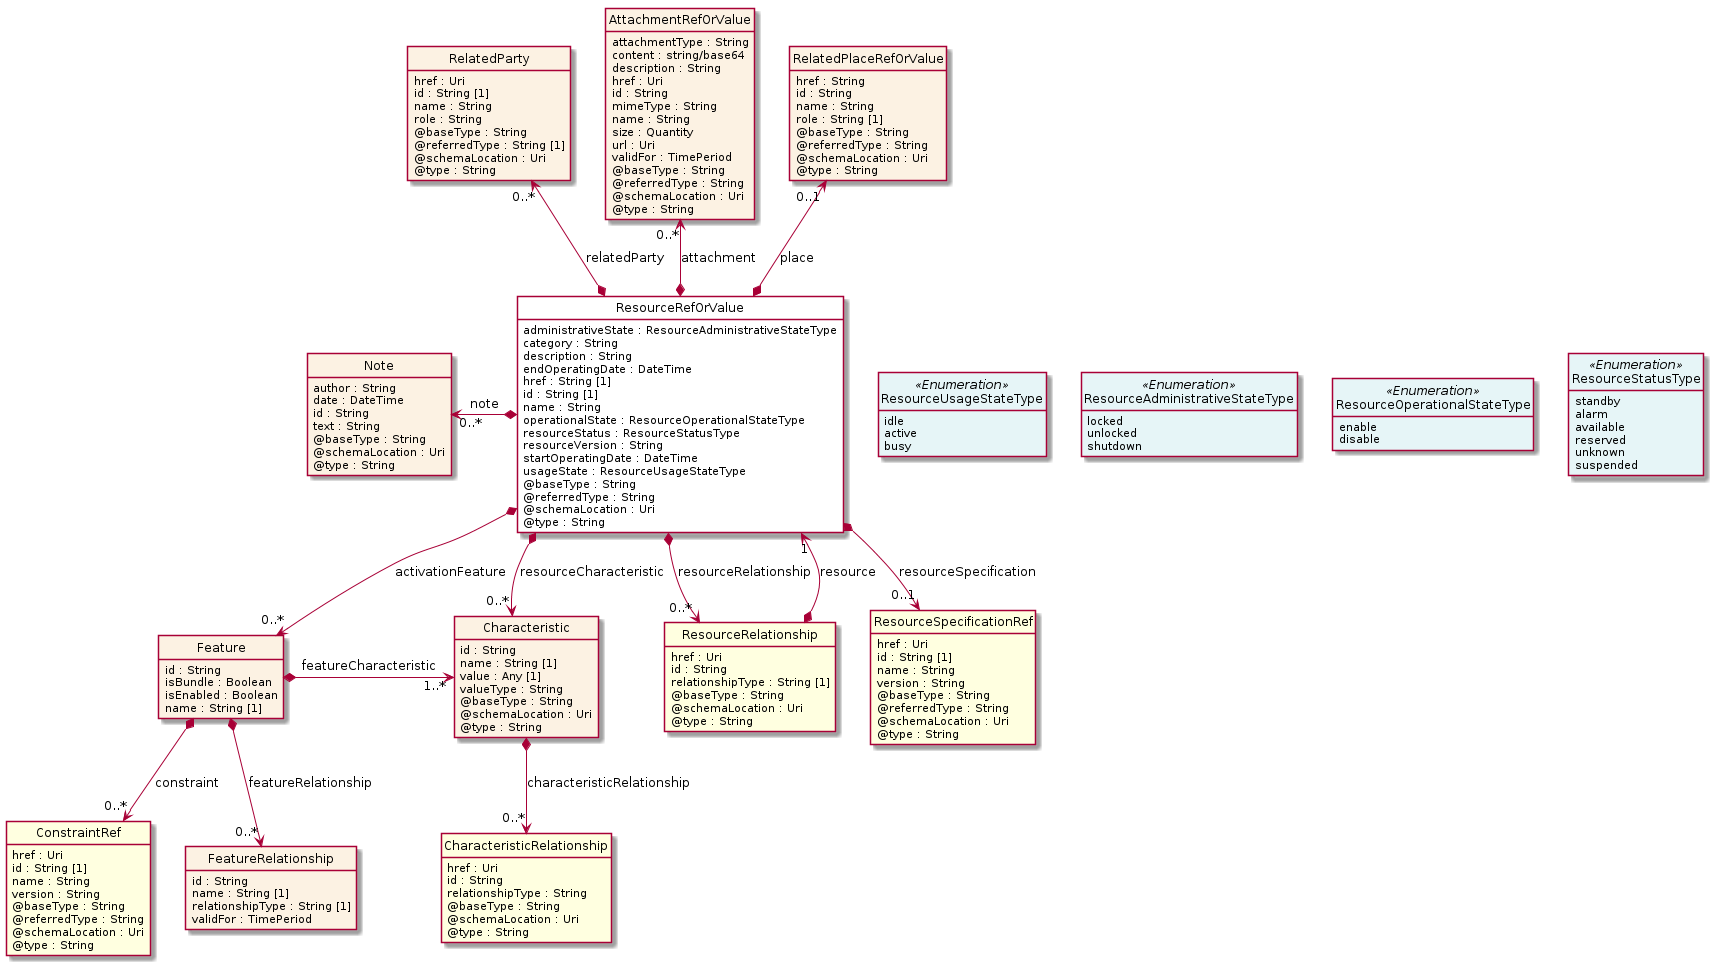 RelatedParty
href : Uri
id : String [1]
name : String
role : String
@baseType : String
@referredType : String [1]
@schemaLocation : Uri
@type : String
AttachmentRefOrValue
attachmentType : String
content : string/base64
description : String
href : Uri
id : String
mimeType : String
name : String
size : Quantity
url : Uri
validFor : TimePeriod
@baseType : String
@referredType : String
@schemaLocation : Uri
@type : String
RelatedPlaceRefOrValue
href : String
id : String
name : String
role : String [1]
@baseType : String
@referredType : String
@schemaLocation : Uri
@type : String
0..*
0..*
0..1
relatedParty
attachment
place
ResourceRefOrValue
administrativeState : ResourceAdministrativeStateType
category : String
description : String
endOperatingDate : DateTime
href : String [1]
id : String [1]
name : String
operationalState : ResourceOperationalStateType
resourceStatus : ResourceStatusType
resourceVersion : String
startOperatingDate : DateTime
usageState : ResourceUsageStateType
@baseType : String
@referredType : String
@schemaLocation : Uri
@type : String
Note
author : String
date : DateTime
id : String
text : String
@baseType : String
@schemaLocation : Uri
@type : String
note
0..*
«Enumeration»
ResourceUsageStateType
idle
active
busy
«Enumeration»
ResourceAdministrativeStateType
locked
unlocked
shutdown
«Enumeration»
ResourceOperationalStateType
enable
disable
«Enumeration»
ResourceStatusType
standby
alarm
available
reserved
unknown
suspended
1
activationFeature
resourceCharacteristic
resourceRelationship
resource
resourceSpecification
0..*
0..*
0..*
0..1
Feature
id : String
isBundle : Boolean
isEnabled : Boolean
name : String [1]
featureCharacteristic
1..*
Characteristic
id : String
name : String [1]
value : Any [1]
valueType : String
@baseType : String
@schemaLocation : Uri
@type : String
ResourceRelationship
href : Uri
id : String
relationshipType : String [1]
@baseType : String
@schemaLocation : Uri
@type : String
ResourceSpecificationRef
href : Uri
id : String [1]
name : String
version : String
@baseType : String
@referredType : String
@schemaLocation : Uri
@type : String
constraint
featureRelationship
characteristicRelationship
0..*
0..*
0..*
ConstraintRef
href : Uri
id : String [1]
name : String
version : String
@baseType : String
@referredType : String
@schemaLocation : Uri
@type : String
FeatureRelationship
id : String
name : String [1]
relationshipType : String [1]
validFor : TimePeriod
CharacteristicRelationship
href : Uri
id : String
relationshipType : String
@baseType : String
@schemaLocation : Uri
@type : String